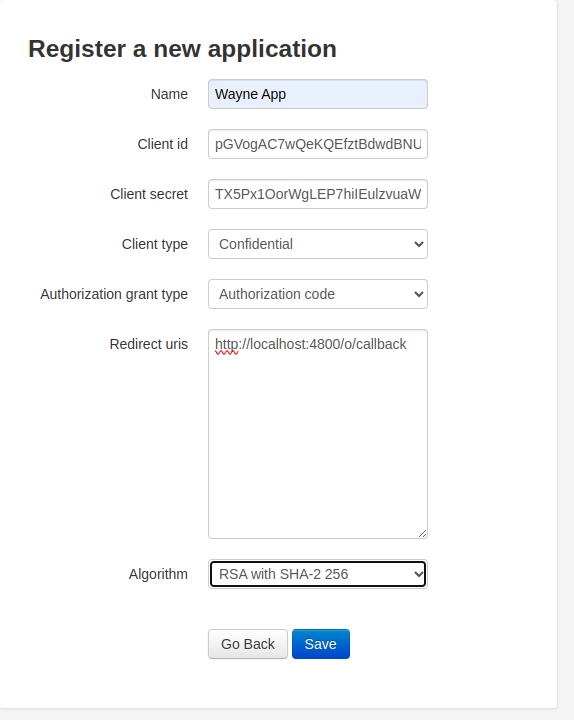 Register a new application
Name Wayne App
Client id pGVogAC7wQeKQEfztBdwdBNU
Client secret TX5Px1OorWgLEP7hiIEulzvuaW
Client type Confidential
Authorization grant type Authorization code
Redirect uris http://localhost:4800/o/callback
Algorithm RSA with SHA-2 256
Go Back Save